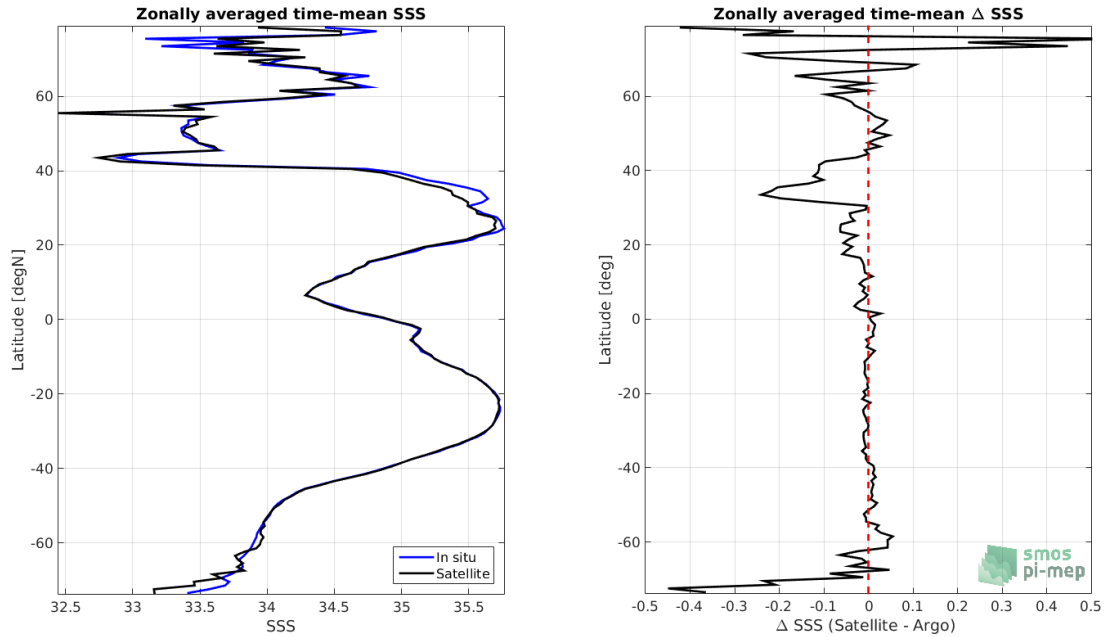 Zonally averaged time-mean SSS
Latitude [degN]
60
40
20
0
-20
-40
-60
32.5 33 33.5 34 34.5 35 35.5
SSS
In situ
Satellite
Zonally averaged time-mean Δ SSS
Latitude [deg]
60
40
20
0
-20
-40
-60
-0.5 -0.4 -0.3 -0.2 -0.1 0 0.1 0.2 0.3 0.4 0.5
Δ SSS (Satellite - Argo)
smos
pi-mep